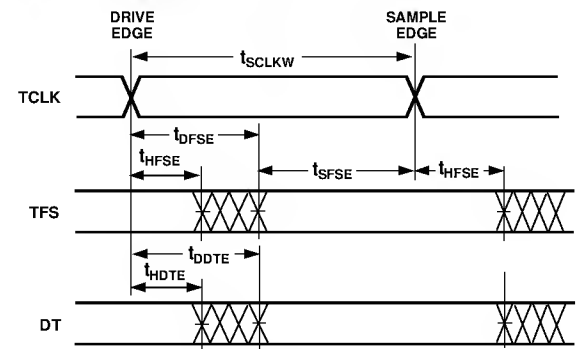 DRIVE EDGE
SAMPLE EDGE
tSCLKW
TCLK
tDFSE
tHFSE
tSFSE
tHFSE
TFS
tDDTE
tHDTE
DT